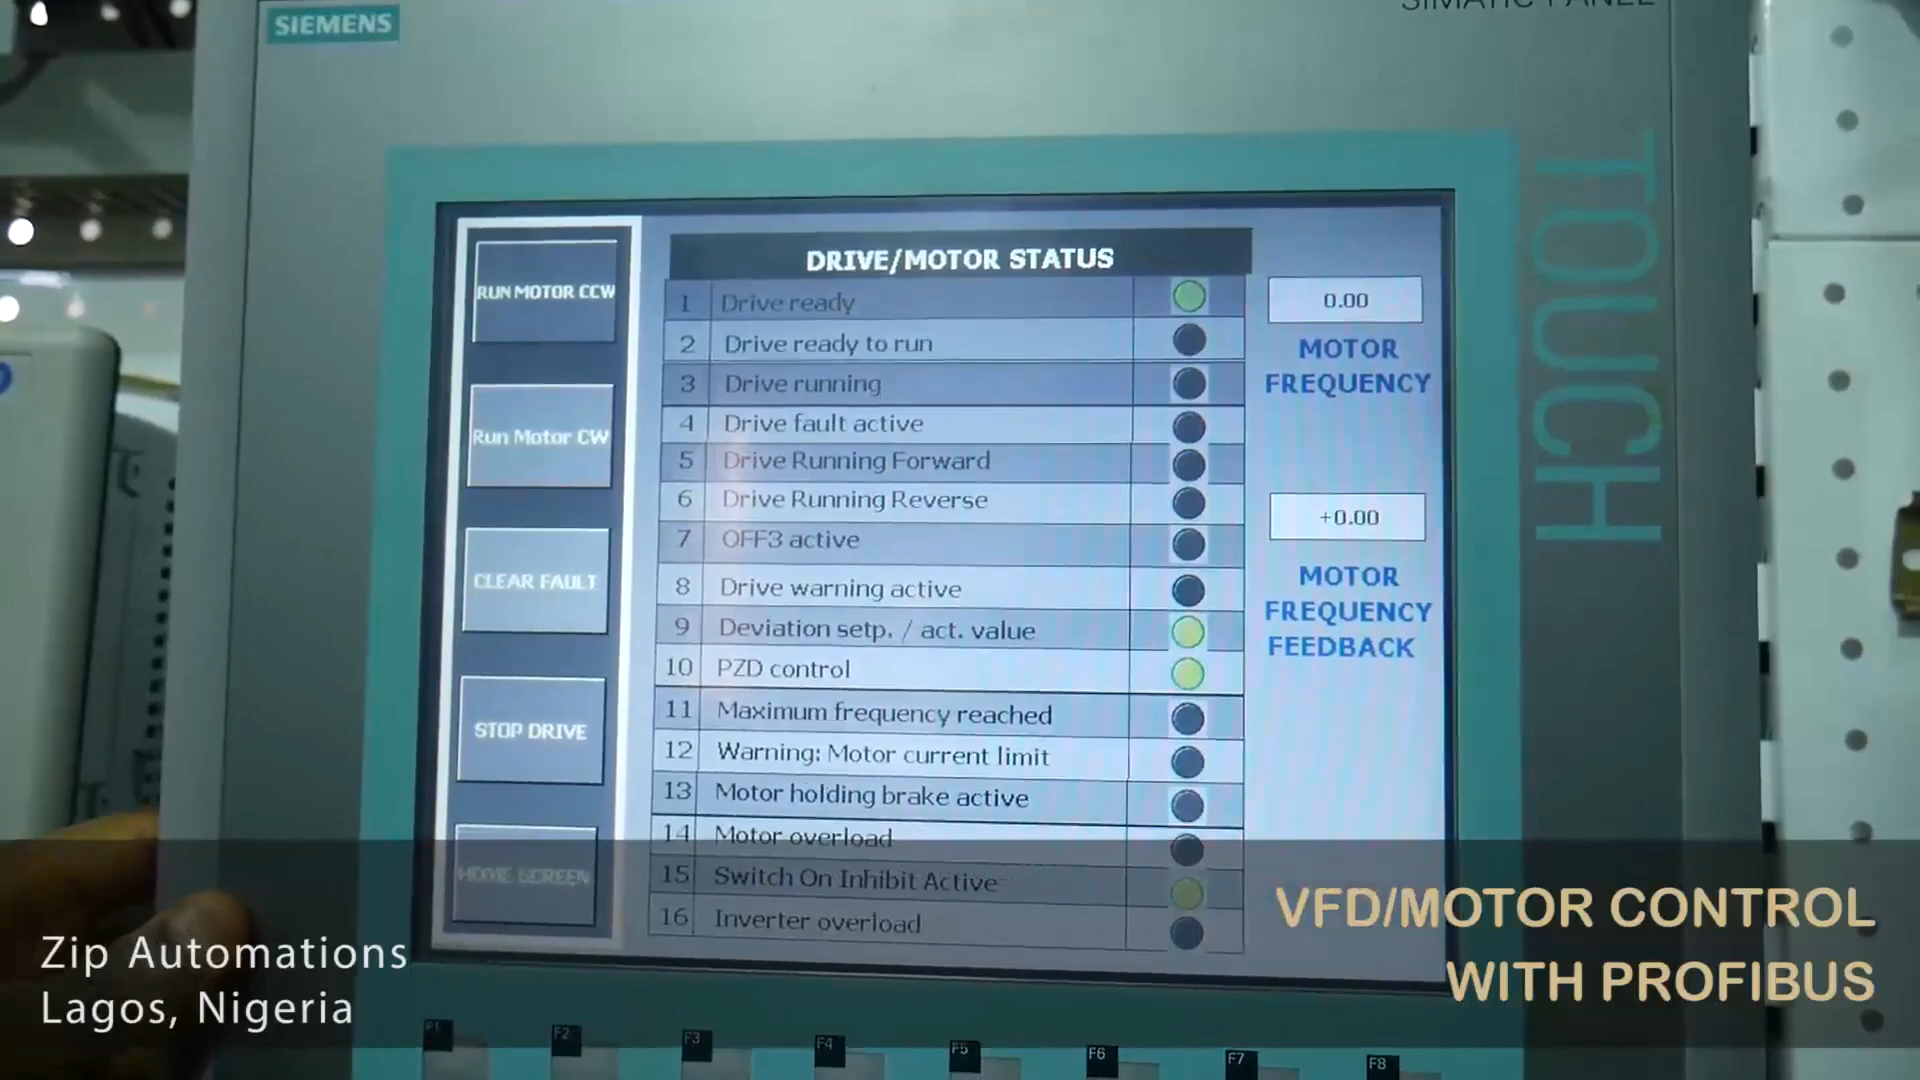 SIEMENS
SIMATIC PANEL
TOUCH
RUN MOTOR CCW
Run Motor CW
CLEAR FAULT
STOP DRIVE
HOME SCREEN
DRIVE/MOTOR STATUS
1 Drive ready
2 Drive ready to run
3 Drive running
4 Drive fault active
5 Drive Running Forward
6 Drive Running Reverse
7 OFF3 active
8 Drive warning active
9 Deviation setp. / act. value
10 PZD control
11 Maximum frequency reached
12 Warning: Motor current limit
13 Motor holding brake active
14 Motor overload
15 Switch On Inhibit Active
16 Inverter overload
0.00
MOTOR
FREQUENCY
+0.00
MOTOR
FREQUENCY
FEEDBACK
Zip Automations
Lagos, Nigeria
VFD/MOTOR CONTROL
WITH PROFIBUS
F1 F2 F3 F4 F5 F6 F7 F8